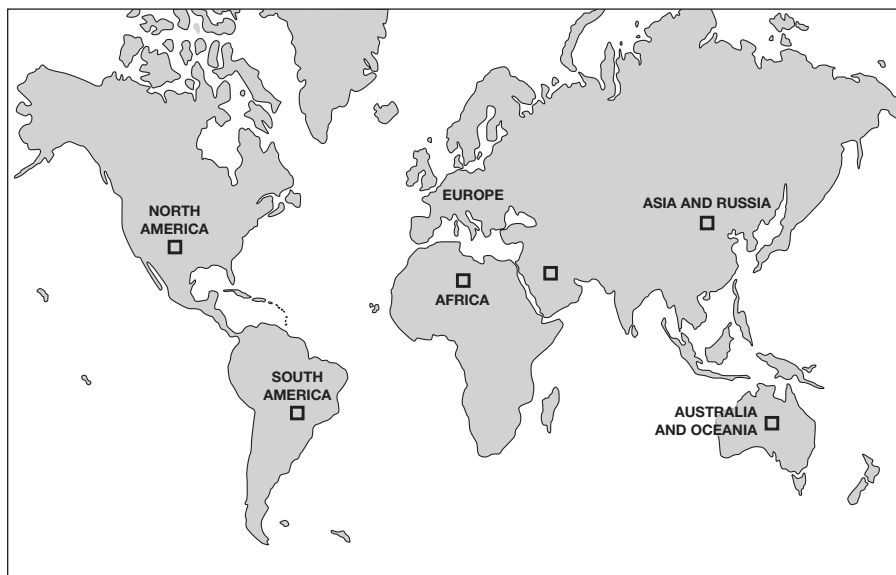 NORTH
AMERICA
EUROPE
ASIA AND RUSSIA
AFRICA
SOUTH
AMERICA
AUSTRALIA
AND OCEANIA